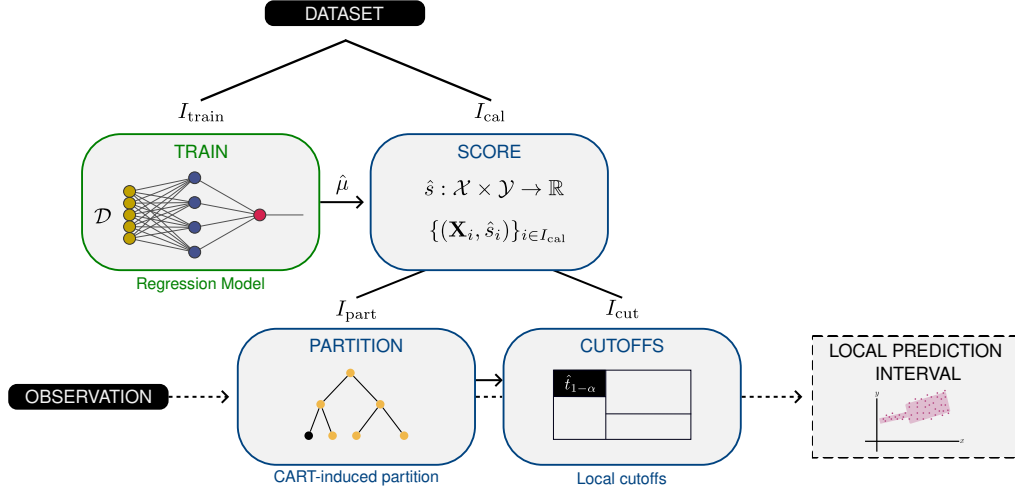 DATASET
I_train
I_cal
TRAIN
𝒟
Regression Model
μ̂
SCORE
ŝ : 𝒳 × 𝒴 → ℝ
{(𝐗_i, ŝ_i)}_{i∈I_cal}
I_part
I_cut
OBSERVATION
PARTITION
CART-induced partition
CUTOFFS
t̂_{1−α}
Local cutoffs
LOCAL PREDICTION
INTERVAL
y
x